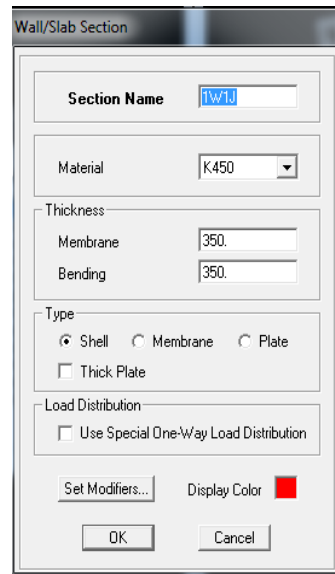 Wall/Slab Section
Section Name 1W1J
Material K450
Thickness
Membrane 350.
Bending 350.
Type
Shell Membrane Plate
Thick Plate
Load Distribution
Use Special One-Way Load Distribution
Set Modifiers... Display Color
OK Cancel